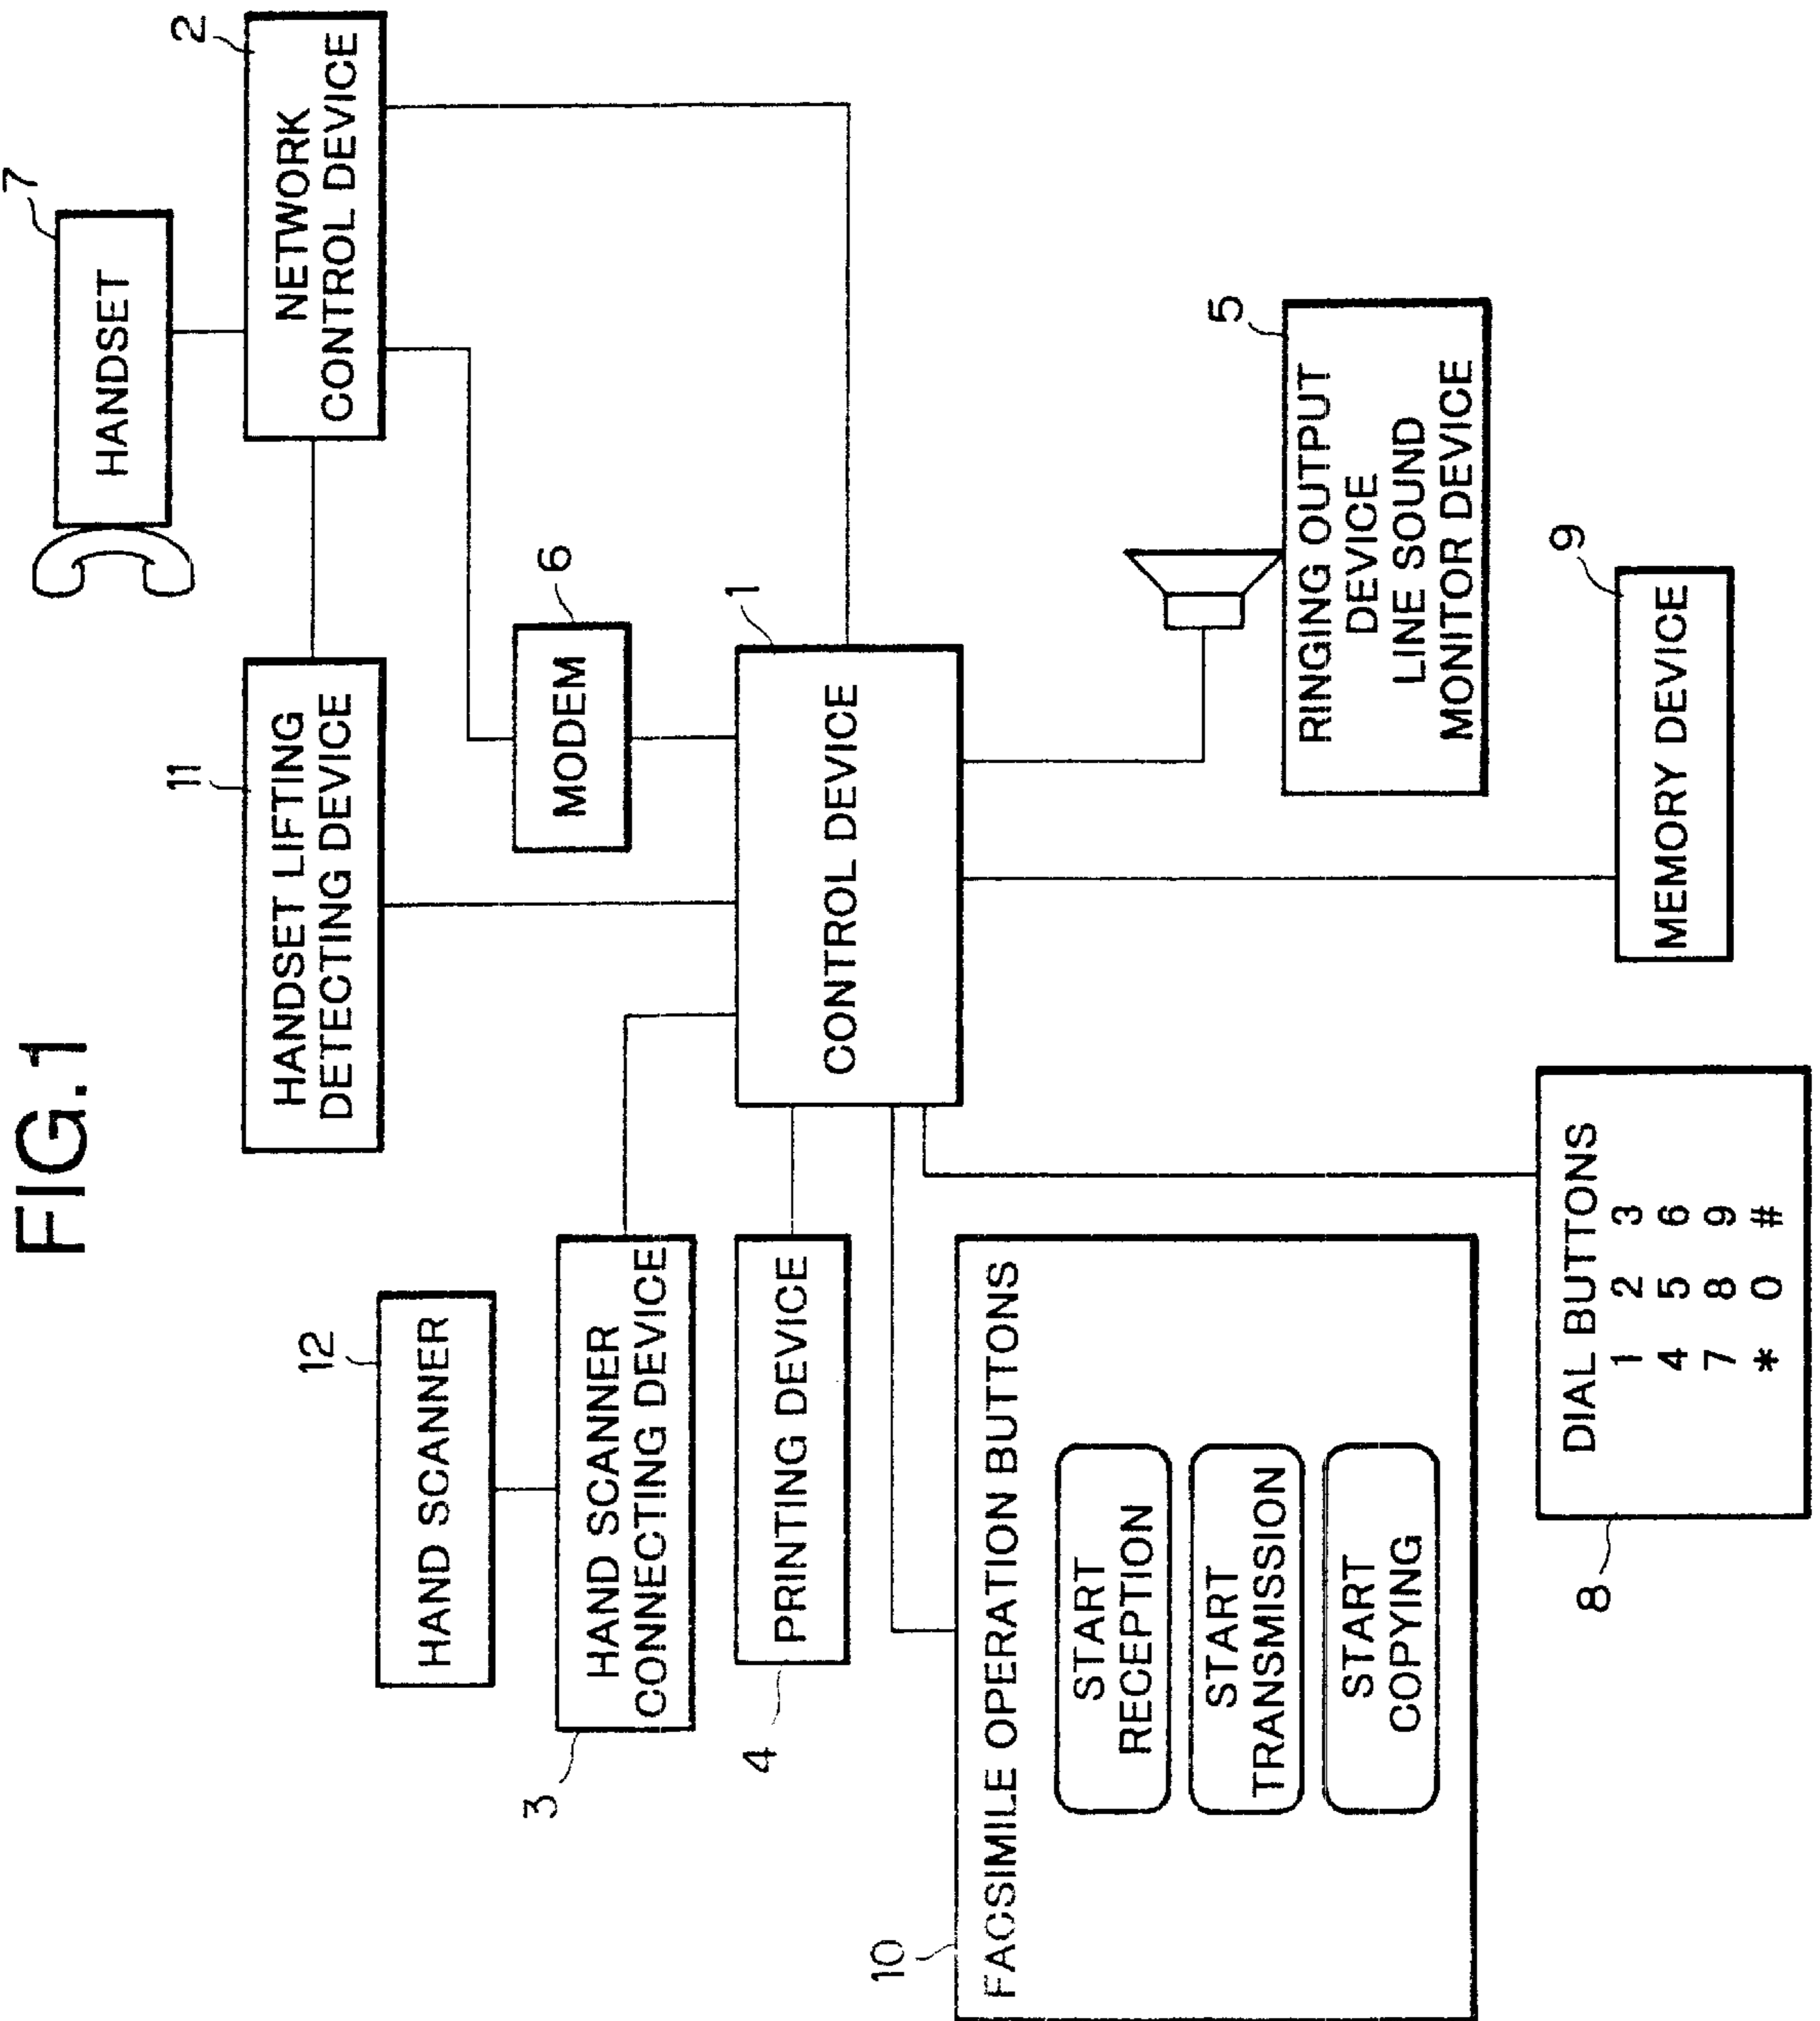 FIG.1
7
HANDSET
2
NETWORK
CONTROL DEVICE
11
HANDSET LIFTING
DETECTING DEVICE
12
HAND SCANNER
6
MODEM
3
HAND SCANNER
CONNECTING DEVICE
4
PRINTING DEVICE
1
CONTROL DEVICE
10
FACSIMILE OPERATION BUTTONS
START
RECEPTION
START
TRANSMISSION
START
COPYING
5
RINGING OUTPUT
DEVICE
LINE SOUND
MONITOR DEVICE
8
DIAL BUTTONS
1 2 3
4 5 6
7 8 9
* 0 #
9
MEMORY DEVICE